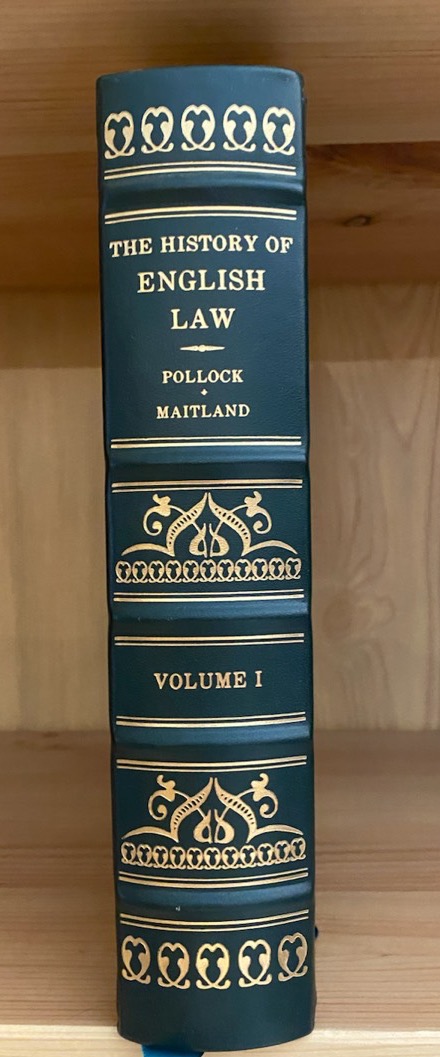 THE HISTORY OF
ENGLISH
LAW
POLLOCK
MAITLAND
VOLUME I